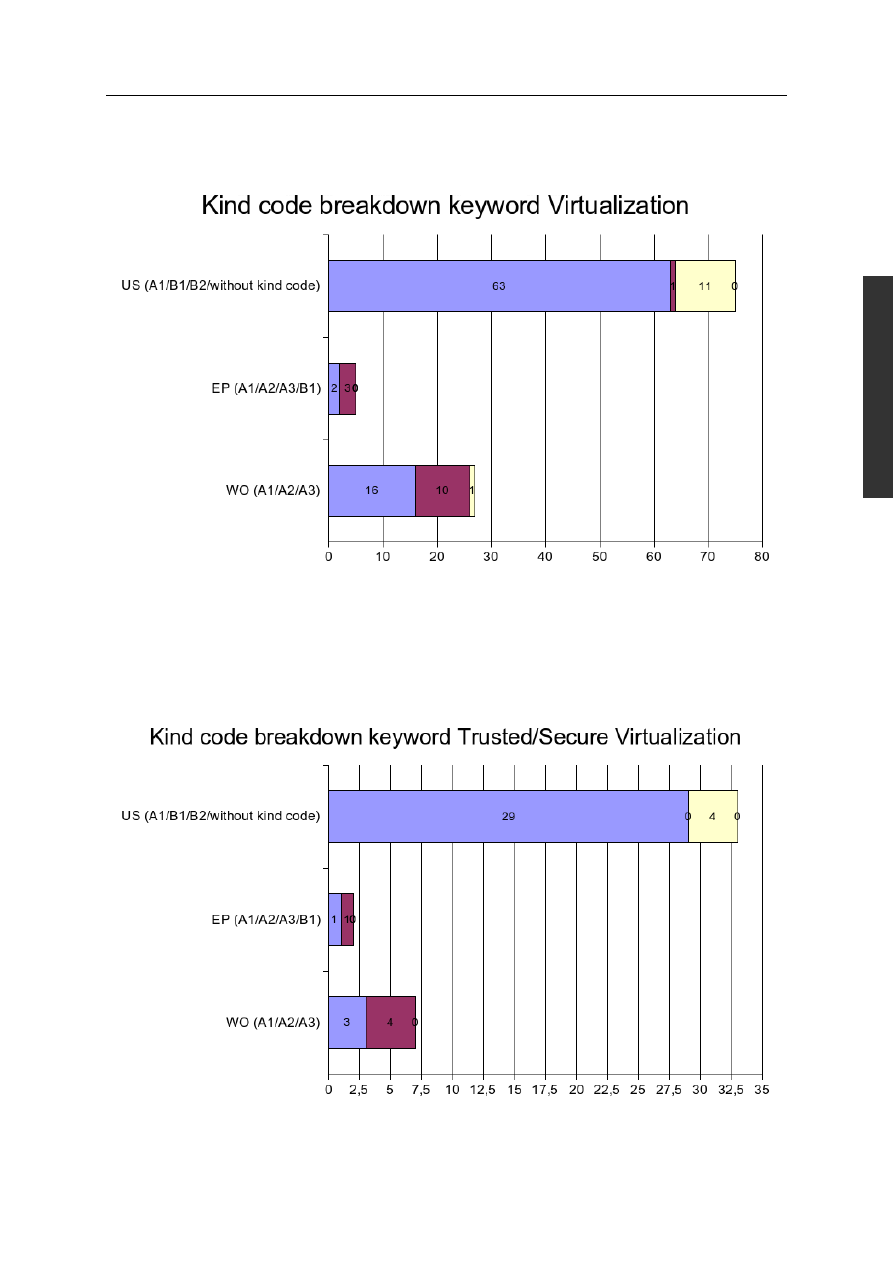 Kind code breakdown keyword Virtualization
US (A1/B1/B2/without kind code)
63 1 11 0
EP (A1/A2/A3/B1)
2 3 0
WO (A1/A2/A3)
16 10 1
0 10 20 30 40 50 60 70 80
Kind code breakdown keyword Trusted/Secure Virtualization
US (A1/B1/B2/without kind code)
29 0 4 0
EP (A1/A2/A3/B1)
1 1 0
WO (A1/A2/A3)
3 4 0
0 2,5 5 7,5 10 12,5 15 17,5 20 22,5 25 27,5 30 32,5 35